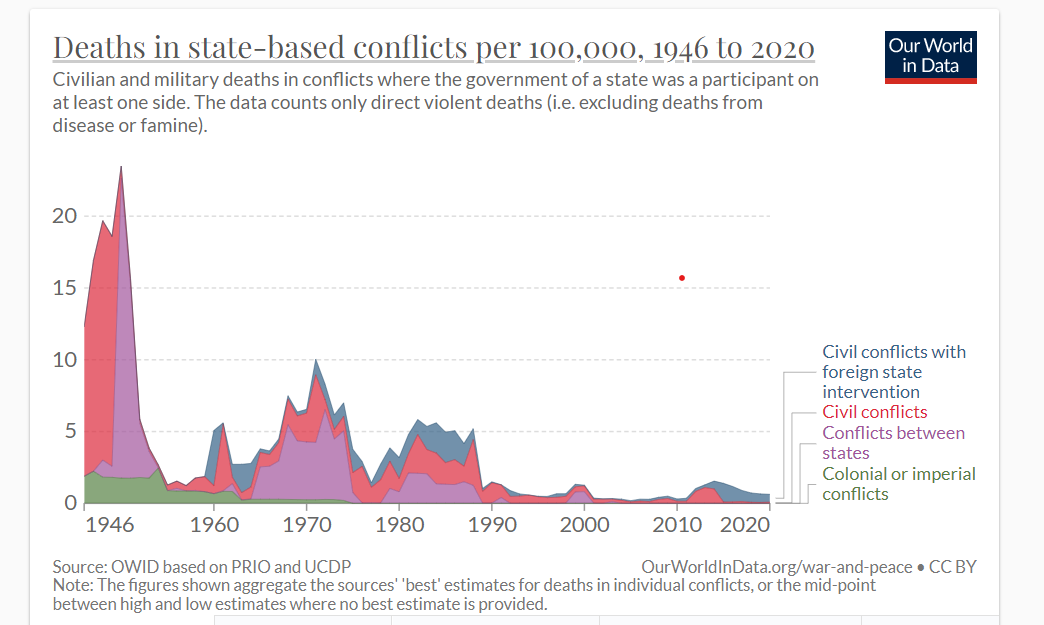 Deaths in state-based conflicts per 100,000, 1946 to 2020
Our World
in Data
Civilian and military deaths in conflicts where the government of a state was a participant on
at least one side. The data counts only direct violent deaths (i.e. excluding deaths from
disease or famine).
20
15
10
5
0
Civil conflicts with
foreign state
intervention
Civil conflicts
Conflicts between
states
Colonial or imperial
conflicts
1946 1960 1970 1980 1990 2000 2010 2020
Source: OWID based on PRIO and UCDP
OurWorldInData.org/war-and-peace • CC BY
Note: The figures shown aggregate the sources' 'best' estimates for deaths in individual conflicts, or the mid-point
between high and low estimates where no best estimate is provided.